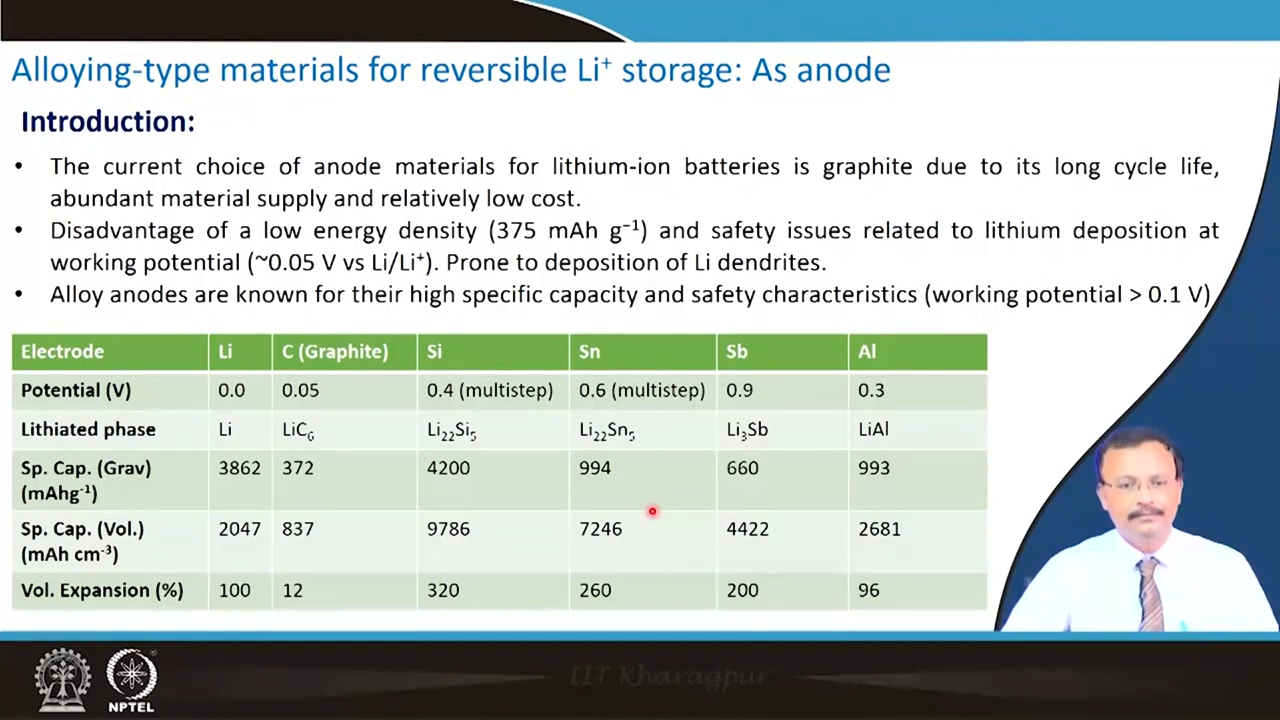 Alloying-type materials for reversible Li⁺ storage: As anode
Introduction:
• The current choice of anode materials for lithium-ion batteries is graphite due to its long cycle life,
abundant material supply and relatively low cost.
• Disadvantage of a low energy density (375 mAh g⁻¹) and safety issues related to lithium deposition at
working potential (~0.05 V vs Li/Li⁺). Prone to deposition of Li dendrites.
• Alloy anodes are known for their high specific capacity and safety characteristics (working potential > 0.1 V)
Electrode Li C (Graphite) Si Sn Sb Al
Potential (V) 0.0 0.05 0.4 (multistep) 0.6 (multistep) 0.9 0.3
Lithiated phase Li LiC₆ Li₂₂Si₅ Li₂₂Sn₅ Li₃Sb LiAl
Sp. Cap. (Grav) 3862 372 4200 994 660 993
(mAhg⁻¹)
Sp. Cap. (Vol.) 2047 837 9786 7246 4422 2681
(mAh cm⁻³)
Vol. Expansion (%) 100 12 320 260 200 96
IIT Kharagpur
NPTEL